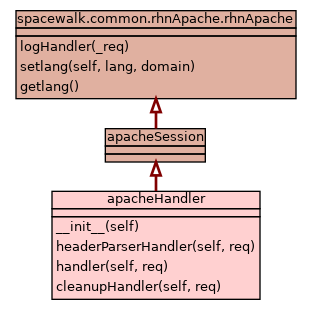 spacewalk.common.rhnApache.rhnApache
logHandler(_req)
setlang(self, lang, domain)
getlang()
apacheSession
apacheHandler
__init__(self)
headerParserHandler(self, req)
handler(self, req)
cleanupHandler(self, req)